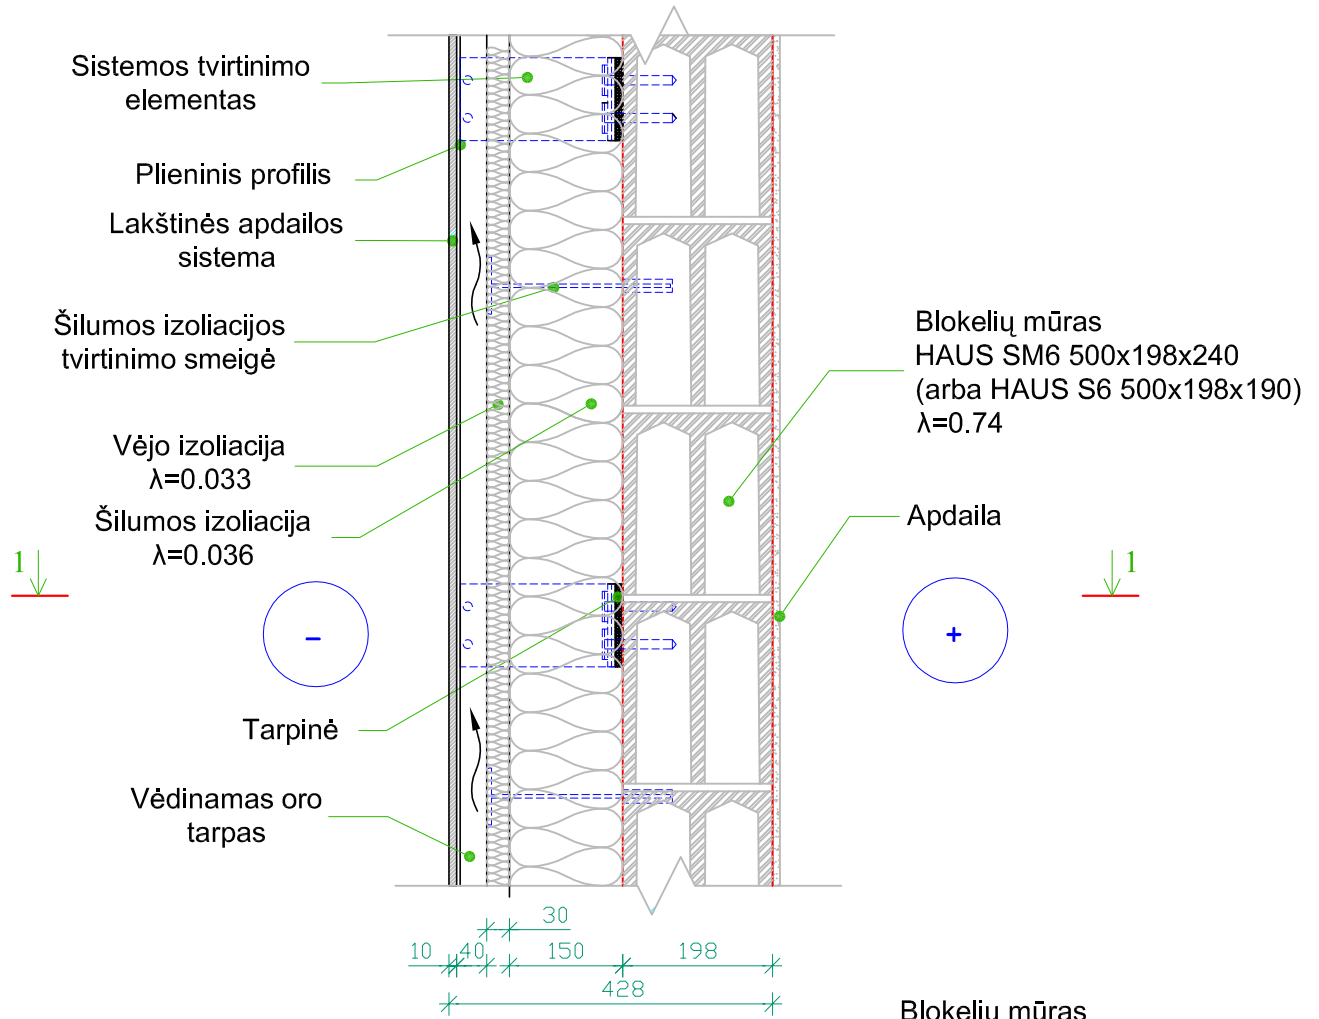 Sistemos tvirtinimo
elementas
Plieninis profilis
Lakštinės apdailos
sistema
Šilumos izoliacijos
tvirtinimo smeigė
Vėjo izoliacija
λ=0.033
Šilumos izoliacija
λ=0.036
Blokelių mūras
HAUS SM6 500x198x240
(arba HAUS S6 500x198x190)
λ=0.74
Apdaila
1
1
-
+
Tarpinė
Vėdinamas oro
tarpas
30
10
40
150
198
428
Blokelių mūras